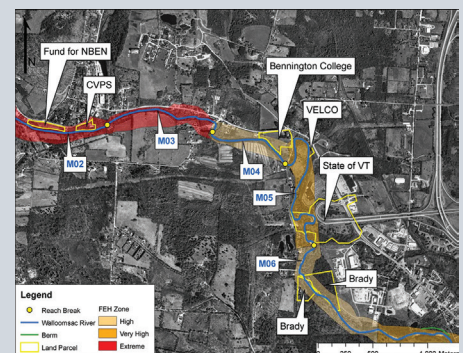 Fund for NBEN
CVPS
Bennington College
VELCO
State of VT
N
M03
M02
M04
M05
M06
Brady
Brady
Legend
Reach Break
Walloomsac River
Berm
Land Parcel
FEH Zone
High
Very High
Extreme